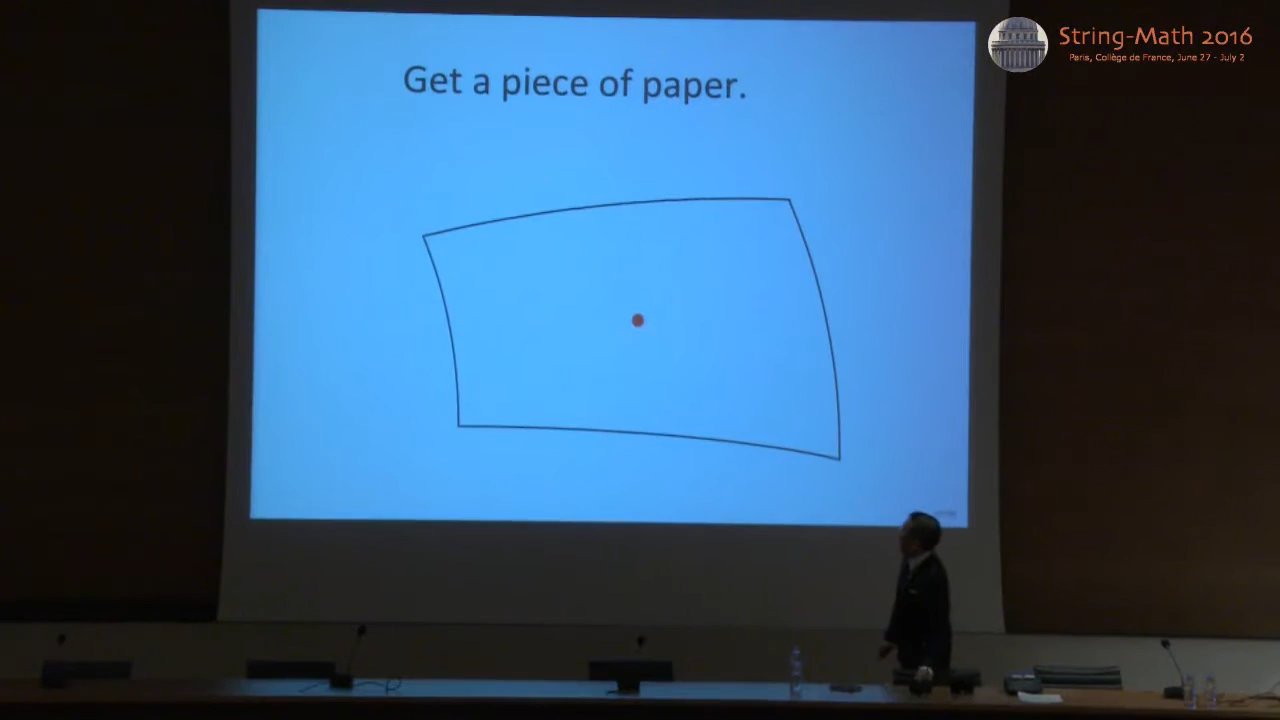 Get a piece of paper.
String-Math 2016
Paris, Collège de France, June 27 - July 2